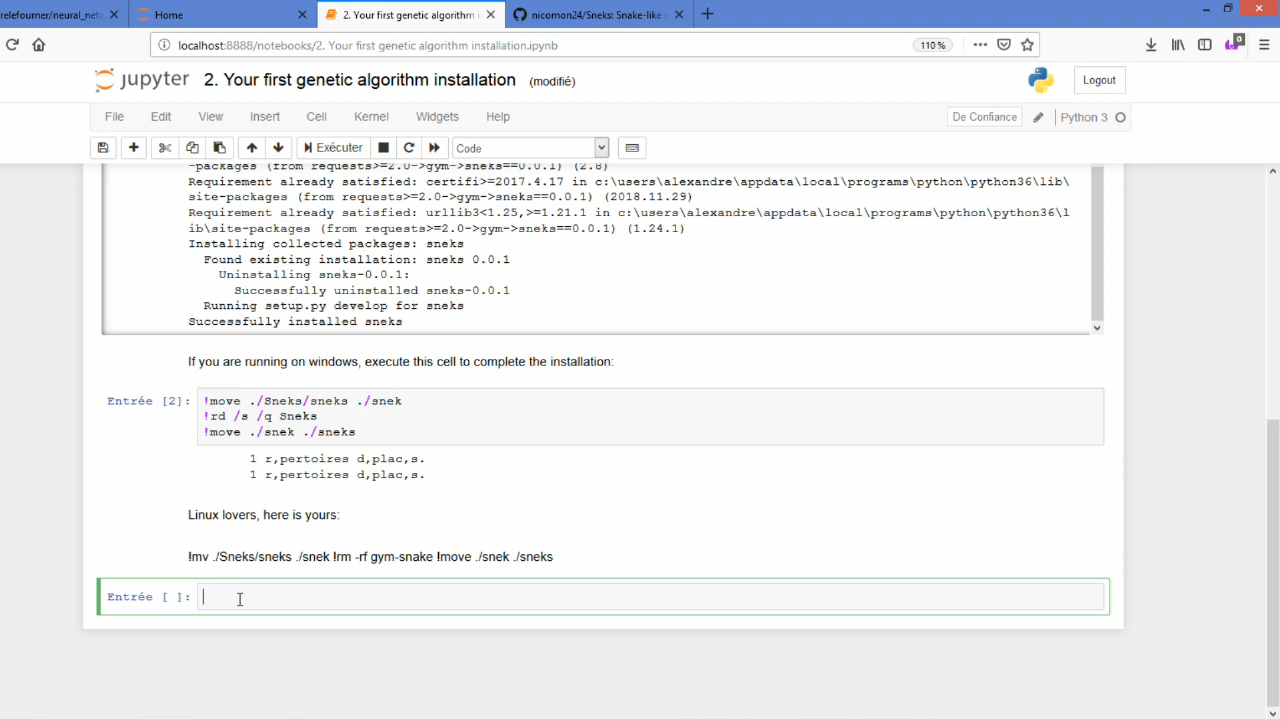 relefourner/neural_netw
Home
2. Your first genetic algorithm i
nicomon24/Sneks: Snake-like e
0
localhost:8888/notebooks/2. Your first genetic algorithm installation.ipynb
110 %
jupyter 2. Your first genetic algorithm installation (modifié)
Logout
File Edit View Insert Cell Kernel Widgets Help
De Confiance
Python 3
Exécuter
Code
-packages (from requests>=2.0->gym->sneks==0.0.1) (2.8)
Requirement already satisfied: certifi>=2017.4.17 in c:\users\alexandre\appdata\local\programs\python\python36\lib\
site-packages (from requests>=2.0->gym->sneks==0.0.1) (2018.11.29)
Requirement already satisfied: urllib3<1.25,>=1.21.1 in c:\users\alexandre\appdata\local\programs\python\python36\l
ib\site-packages (from requests>=2.0->gym->sneks==0.0.1) (1.24.1)
Installing collected packages: sneks
Found existing installation: sneks 0.0.1
Uninstalling sneks-0.0.1:
Successfully uninstalled sneks-0.0.1
Running setup.py develop for sneks
Successfully installed sneks
If you are running on windows, execute this cell to complete the installation:
Entrée [2]:
!move ./Sneks/sneks ./snek
!rd /s /q Sneks
!move ./snek ./sneks
1 r,pertoires d,plac,s.
1 r,pertoires d,plac,s.
Linux lovers, here is yours:
!mv ./Sneks/sneks ./snek !rm -rf gym-snake !move ./snek ./sneks
Entrée [ ]: